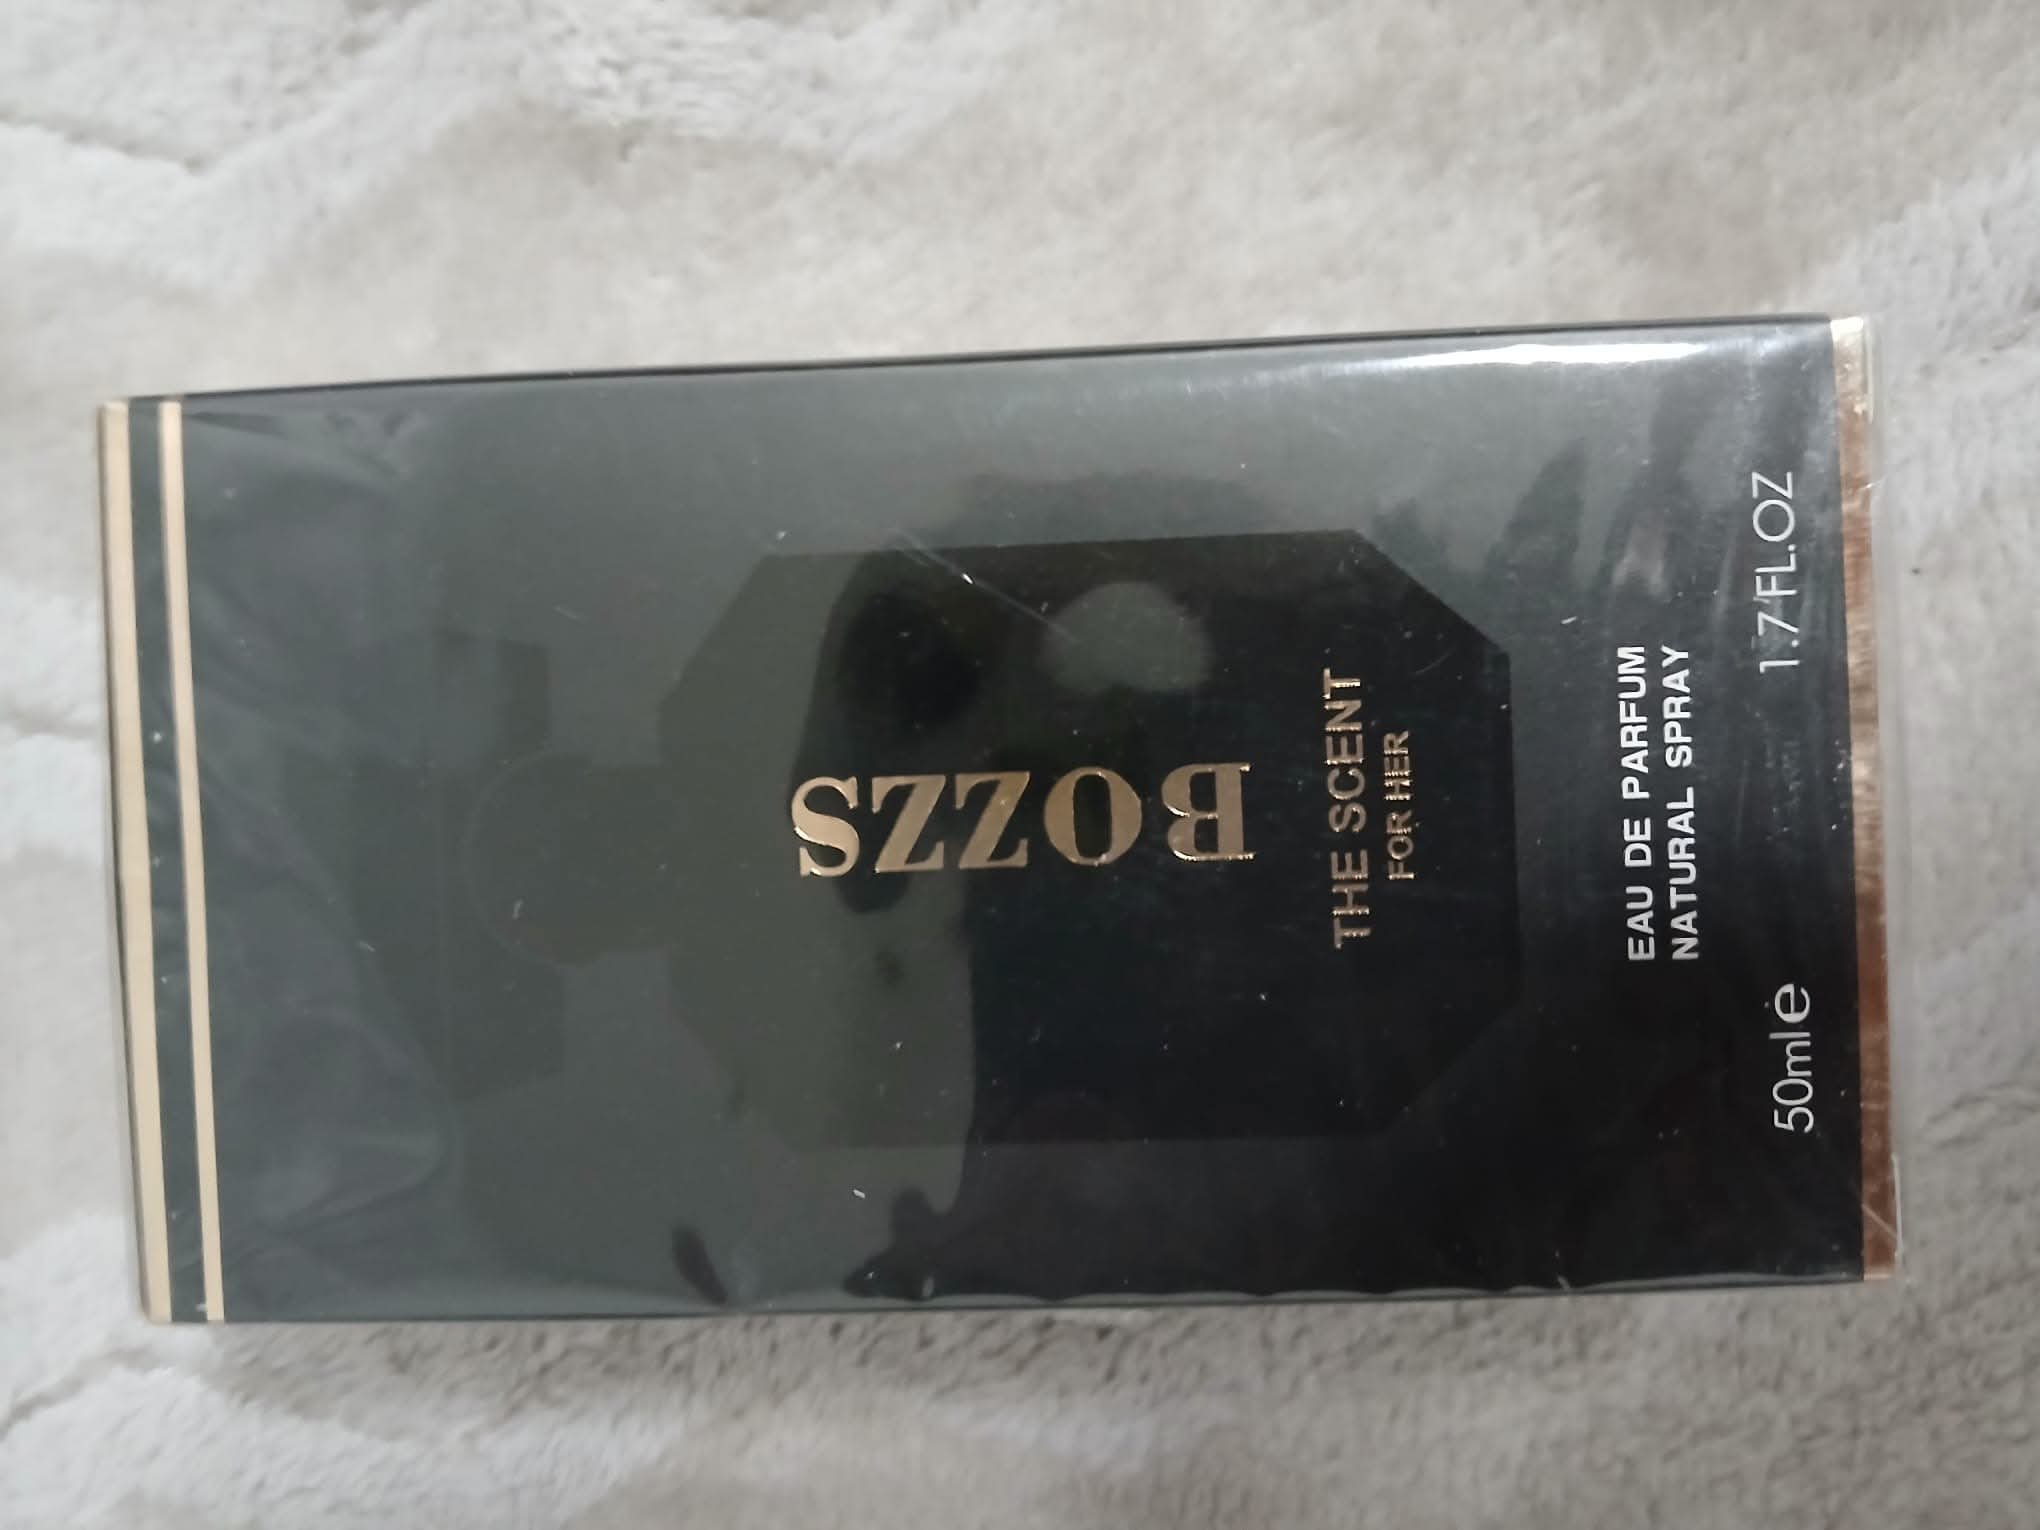 BOZZS
THE SCENT
FOR HER
EAU DE PARFUM
NATURAL SPRAY
50ml℮ 1.7FL.OZ